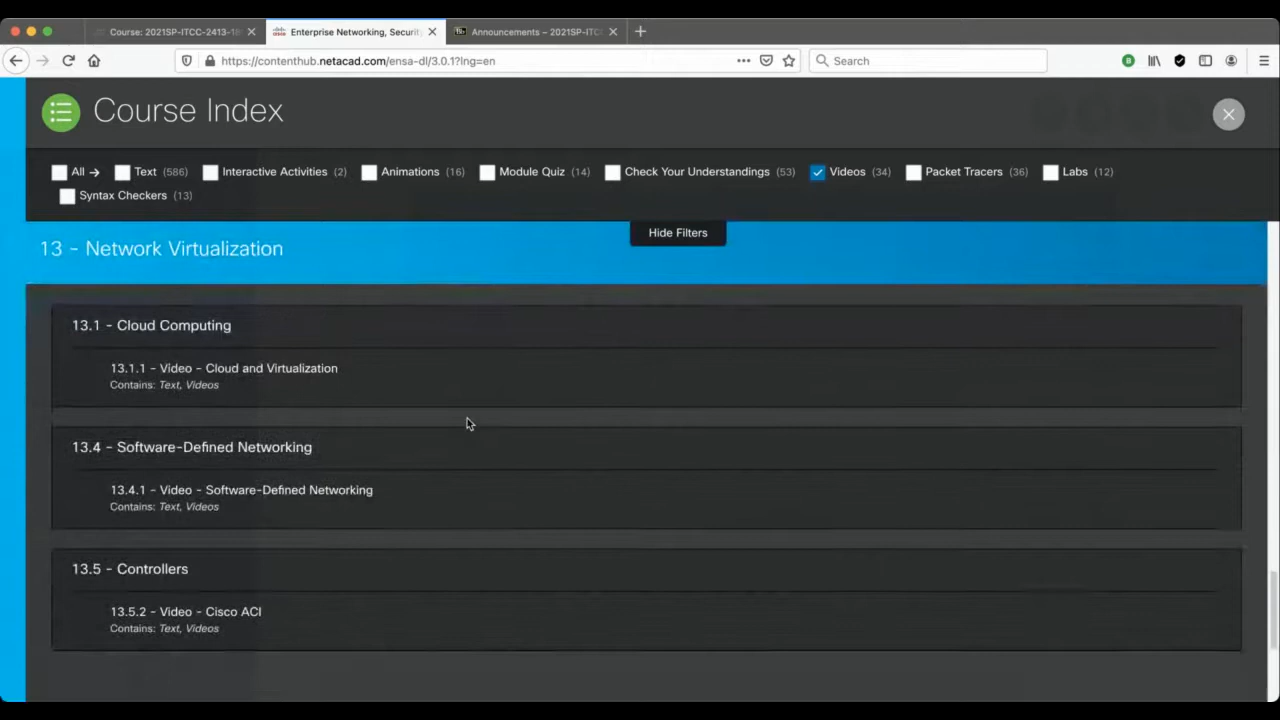 Course: 2021SP-ITCC-2413-18
Enterprise Networking, Securit
Announcements – 2021SP-ITC
https://contenthub.netacad.com/ensa-dl/3.0.1?lng=en
Search
Course Index
All → Text (586) Interactive Activities (2) Animations (16) Module Quiz (14) Check Your Understandings (53) Videos (34) Packet Tracers (36) Labs (12)
Syntax Checkers (13)
Hide Filters
13 - Network Virtualization
13.1 - Cloud Computing
13.1.1 - Video - Cloud and Virtualization
Contains: Text, Videos
13.4 - Software-Defined Networking
13.4.1 - Video - Software-Defined Networking
Contains: Text, Videos
13.5 - Controllers
13.5.2 - Video - Cisco ACI
Contains: Text, Videos